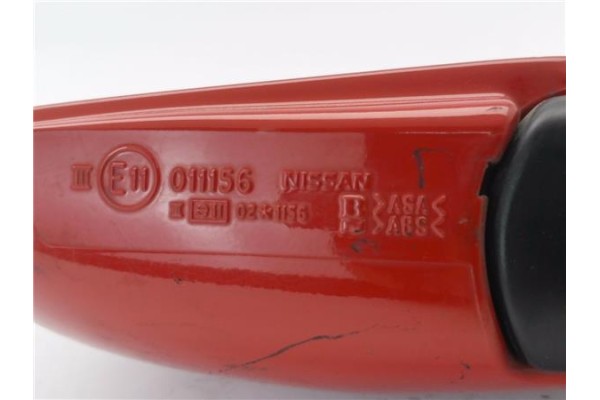 III E11 011156 NISSAN >ASA<
E11 02*1156 >ABS<